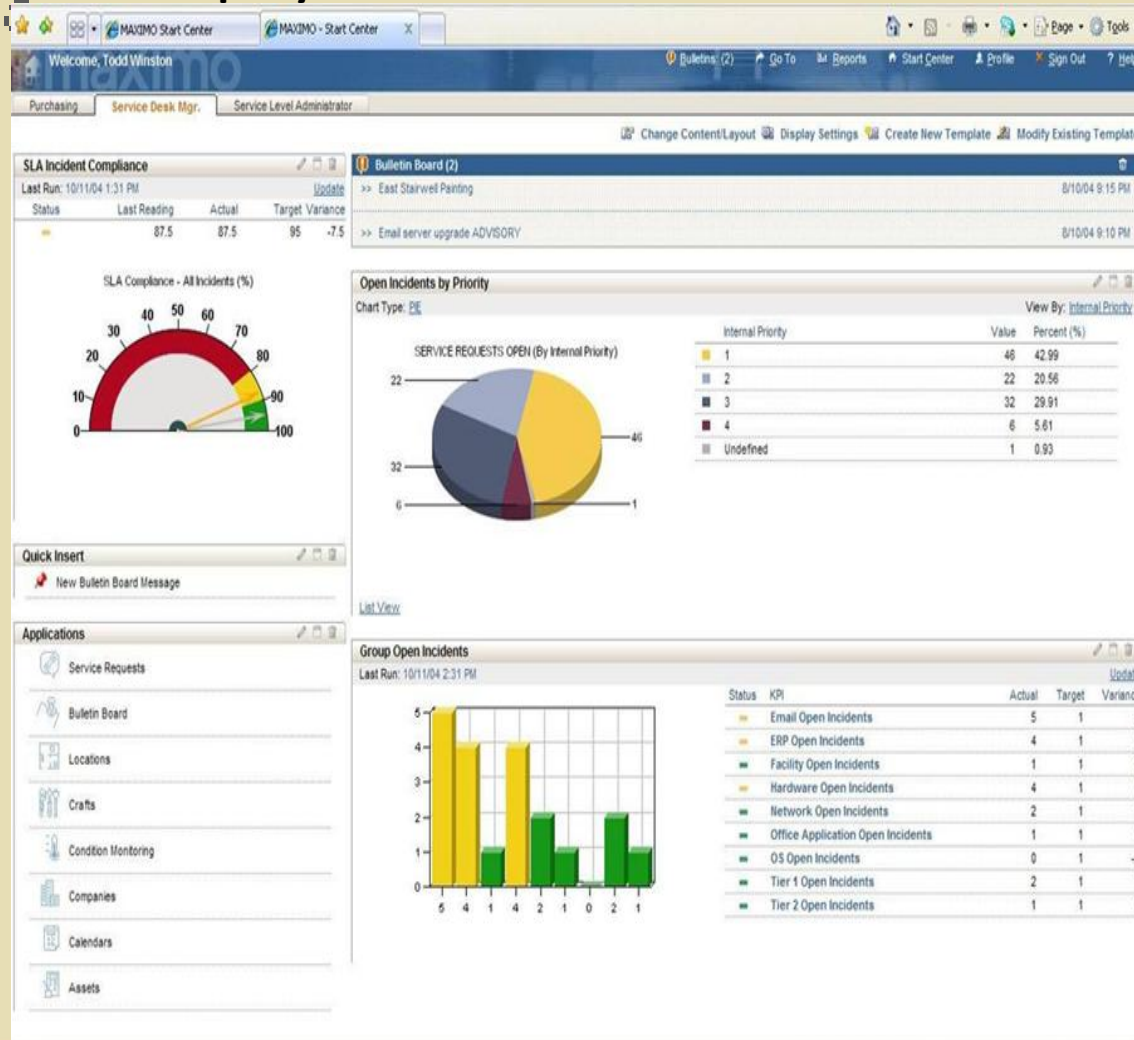 MAXIMO Start Center
MAXIMO - Start Center X
Page Tools
Welcome, Todd Winston
maximo
Bulletins: (2) Go To Reports Start Center Profile Sign Out ? Hel
Purchasing Service Desk Mgr. Service Level Administrator
Change Content/Layout Display Settings Create New Template Modify Existing Templat
SLA Incident Compliance
Last Run: 10/11/04 1:31 PM Update
Status Last Reading Actual Target Variance
87.5 87.5 95 -7.5
SLA Compliance - All Incidents (%)
0 10 20 30 40 50 60 70 80 90 100
Quick Insert
New Bulletin Board Message
Applications
Service Requests
Bulletin Board
Locations
Crafts
Condition Monitoring
Companies
Calendars
Assets
Bulletin Board (2)
>> East Stairwell Painting 8/10/04 9:15 PM
>> Email server upgrade ADVISORY 8/10/04 9:10 PM
Open Incidents by Priority
Chart Type: PIE View By: Internal Priority
SERVICE REQUESTS OPEN (By Internal Priority)
22
46
32
6
1
Internal Priority Value Percent (%)
1 46 42.99
2 22 20.56
3 32 29.91
4 6 5.61
Undefined 1 0.93
List View
Group Open Incidents
Last Run: 10/11/04 2:31 PM Updat
5
4
3
2
1
0
5 4 1 4 2 1 0 2 1
Status KPI Actual Target Varianc
Email Open Incidents 5 1
ERP Open Incidents 4 1
Facility Open Incidents 1 1
Hardware Open Incidents 4 1
Network Open Incidents 2 1
Office Application Open Incidents 1 1
OS Open Incidents 0 1 -
Tier 1 Open Incidents 2 1
Tier 2 Open Incidents 1 1